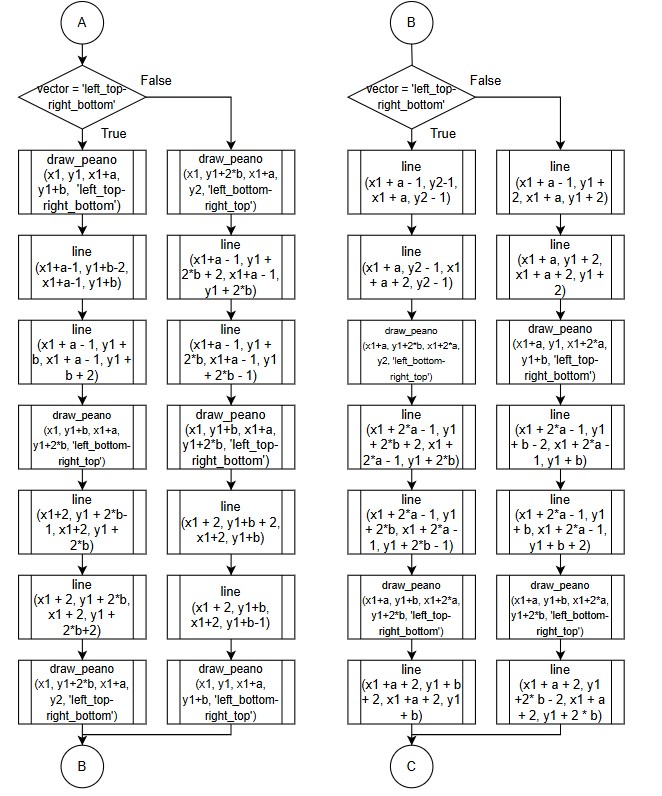 A
vector = 'left_top-
right_bottom'
False
True
draw_peano
(x1, y1, x1+a,
y1+b, 'left_top-
right_bottom')
line
(x1+a-1, y1+b-2,
x1+a-1, y1+b)
line
(x1 + a - 1, y1 +
b, x1 + a - 1, y1 +
b + 2)
draw_peano
(x1, y1+b, x1+a,
y1+2*b, 'left_bottom-
right_top')
line
(x1+2, y1 + 2*b-
1, x1+2, y1 +
2*b)
line
(x1 + 2, y1 + 2*b,
x1 + 2, y1 +
2*b+2)
draw_peano
(x1, y1+2*b, x1+a,
y2, 'left_top-
right_bottom')
draw_peano
(x1, y1+2*b, x1+a,
y2, 'left_bottom-
right_top')
line
(x1+a - 1, y1 +
2*b + 2, x1+a - 1,
y1 + 2*b)
line
(x1+a - 1, y1 +
2*b, x1+a - 1, y1
+ 2*b - 1)
draw_peano
(x1, y1+b, x1+a,
y1+2*b, 'left_top-
right_bottom')
line
(x1 + 2, y1+b + 2,
x1+2, y1+b)
line
(x1 + 2, y1+b,
x1+2, y1+b-1)
draw_peano
(x1, y1, x1+a,
y1+b, 'left_bottom-
right_top')
B
B
vector = 'left_top-
right_bottom'
False
True
line
(x1 + a - 1, y2-1,
x1 + a, y2 - 1)
line
(x1 + a, y2 - 1, x1
+ a + 2, y2 - 1)
draw_peano
(x1+a, y1+2*b, x1+2*a,
y2, 'left_bottom-
right_top')
line
(x1 + 2*a - 1, y1
+ 2*b + 2, x1 +
2*a - 1, y1 + 2*b)
line
(x1 + 2*a - 1, y1
+ 2*b, x1 + 2*a -
1, y1 + 2*b - 1)
draw_peano
(x1+a, y1+b, x1+2*a,
y1+2*b, 'left_top-
right_bottom')
line
(x1 +a + 2, y1 + b
+ 2, x1 +a + 2, y1
+ b)
line
(x1 + a - 1, y1 +
2, x1 + a, y1 + 2)
line
(x1 + a, y1 + 2,
x1 + a + 2, y1 +
2)
draw_peano
(x1+a, y1, x1+2*a,
y1+b, 'left_top-
right_bottom')
line
(x1 + 2*a - 1, y1
+ b - 2, x1 + 2*a -
1, y1 + b)
line
(x1 + 2*a - 1, y1
+ b, x1 + 2*a - 1,
y1 + b + 2)
draw_peano
(x1+a, y1+b, x1+2*a,
y1+2*b, 'left_bottom-
right_top')
line
(x1 + a + 2, y1
+2* b - 2, x1 + a
+ 2, y1 + 2 * b)
C